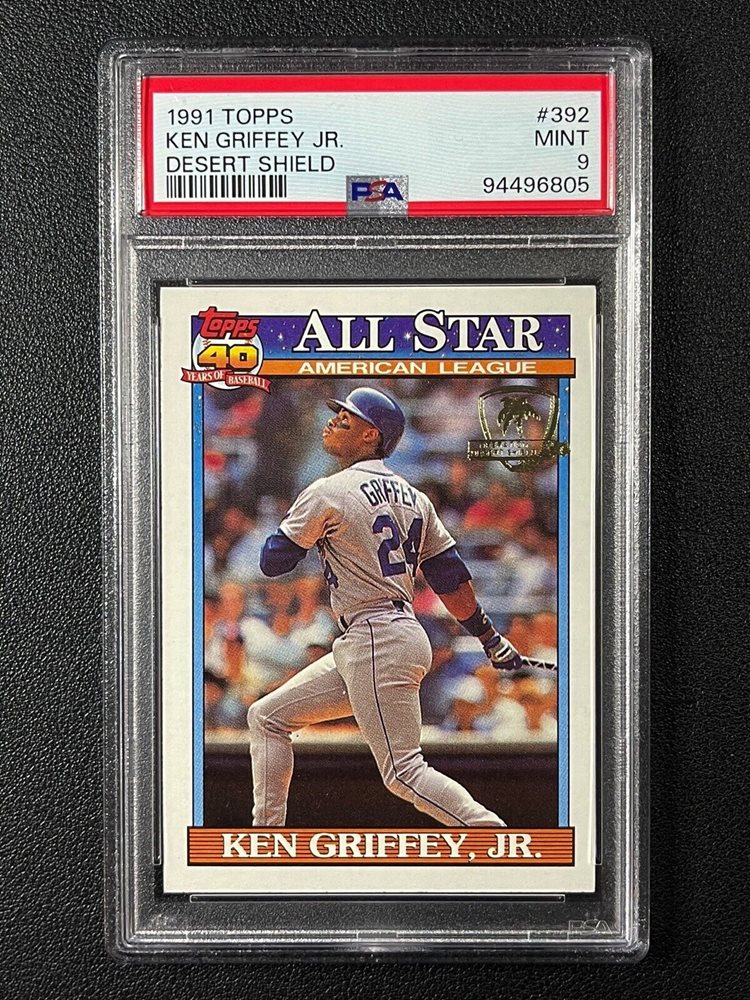 1991 TOPPS #392
KEN GRIFFEY JR. MINT
DESERT SHIELD 9
PSA 94496805
Topps
40
YEARS OF BASEBALL
ALL STAR
AMERICAN LEAGUE
GRIFFEY
24
KEN GRIFFEY, JR.
PSA